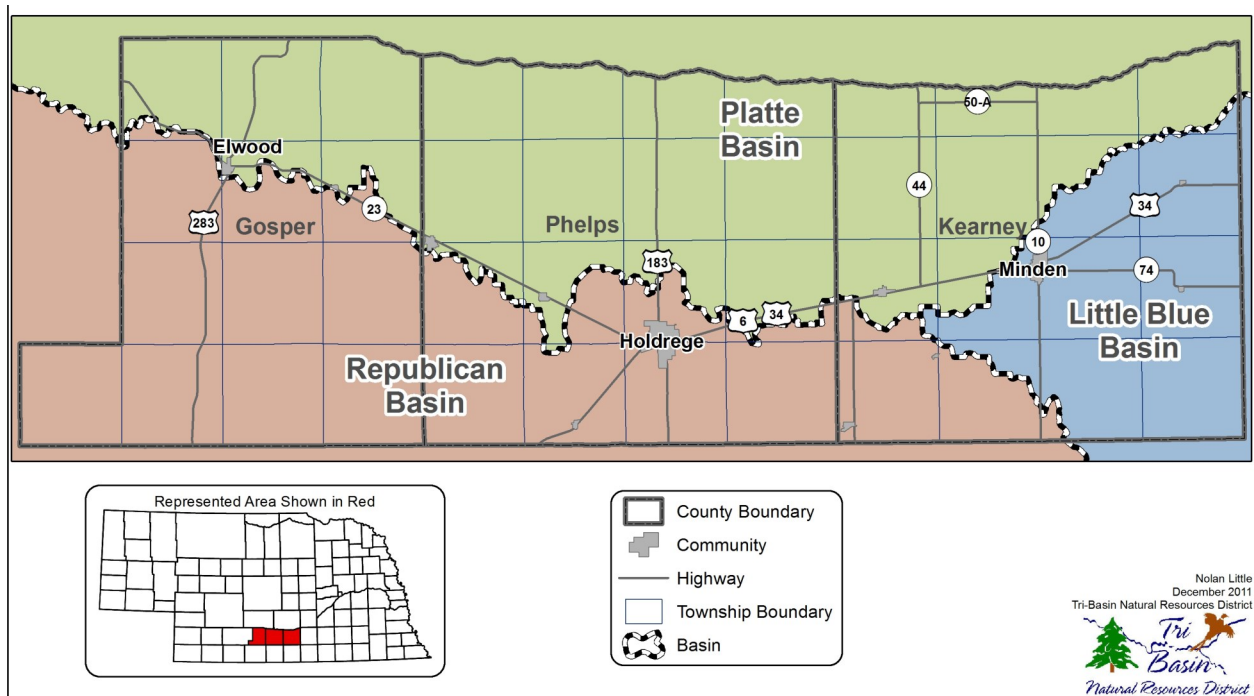 50-A
Platte
Basin
Elwood
44
34
23
283
Gosper
Phelps
Kearney
10
183
Minden
74
6
34
Little Blue
Basin
Holdrege
Republican
Basin
Represented Area Shown in Red
County Boundary
Community
Highway
Township Boundary
Basin
Nolan Little
December 2011
Tri-Basin Natural Resources District
Tri
Basin
Natural Resources District